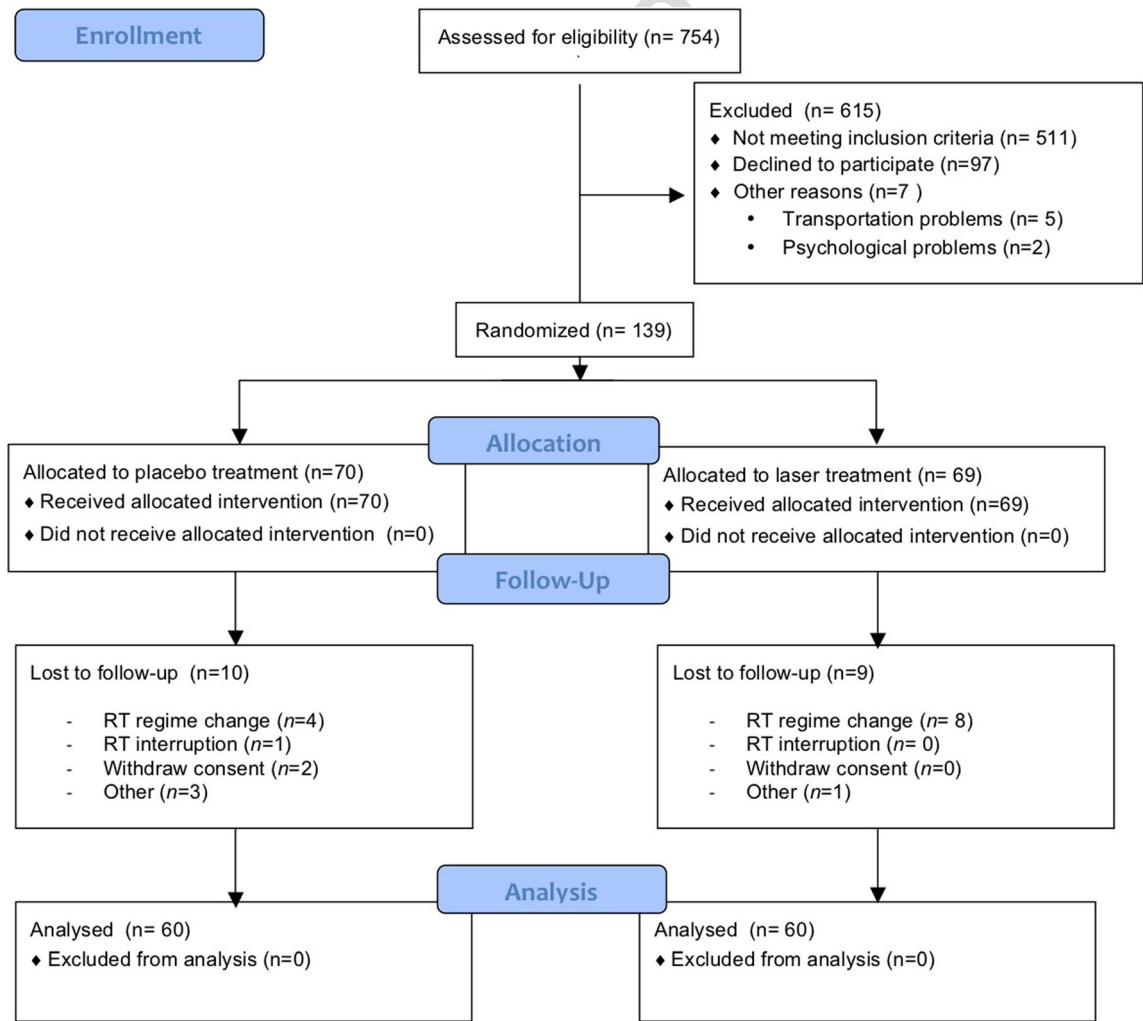 Enrollment
Assessed for eligibility (n= 754)
Excluded (n= 615)
♦ Not meeting inclusion criteria (n= 511)
♦ Declined to participate (n=97)
♦ Other reasons (n=7 )
• Transportation problems (n= 5)
• Psychological problems (n=2)
Randomized (n= 139)
Allocation
Allocated to placebo treatment (n=70)
♦ Received allocated intervention (n=70)
♦ Did not receive allocated intervention (n=0)
Allocated to laser treatment (n= 69)
♦ Received allocated intervention (n=69)
♦ Did not receive allocated intervention (n=0)
Follow-Up
Lost to follow-up (n=10)
- RT regime change (n=4)
- RT interruption (n=1)
- Withdraw consent (n=2)
- Other (n=3)
Lost to follow-up (n=9)
- RT regime change (n= 8)
- RT interruption (n= 0)
- Withdraw consent (n=0)
- Other (n=1)
Analysis
Analysed (n= 60)
♦ Excluded from analysis (n=0)
Analysed (n= 60)
♦ Excluded from analysis (n=0)